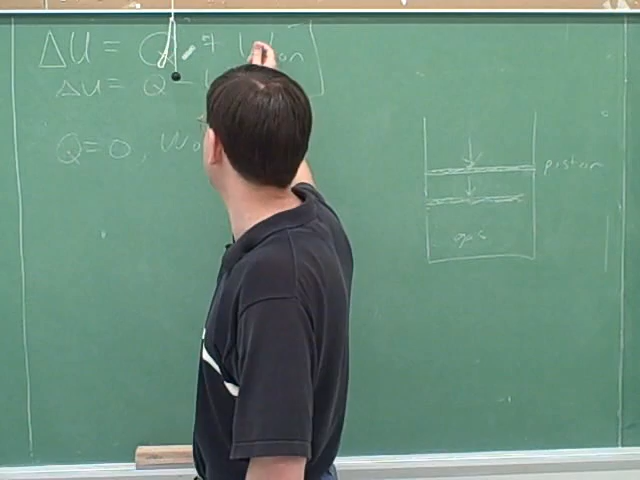 ΔU = Q + Won
ΔU = Q -
Q = 0, Wo
piston
gas